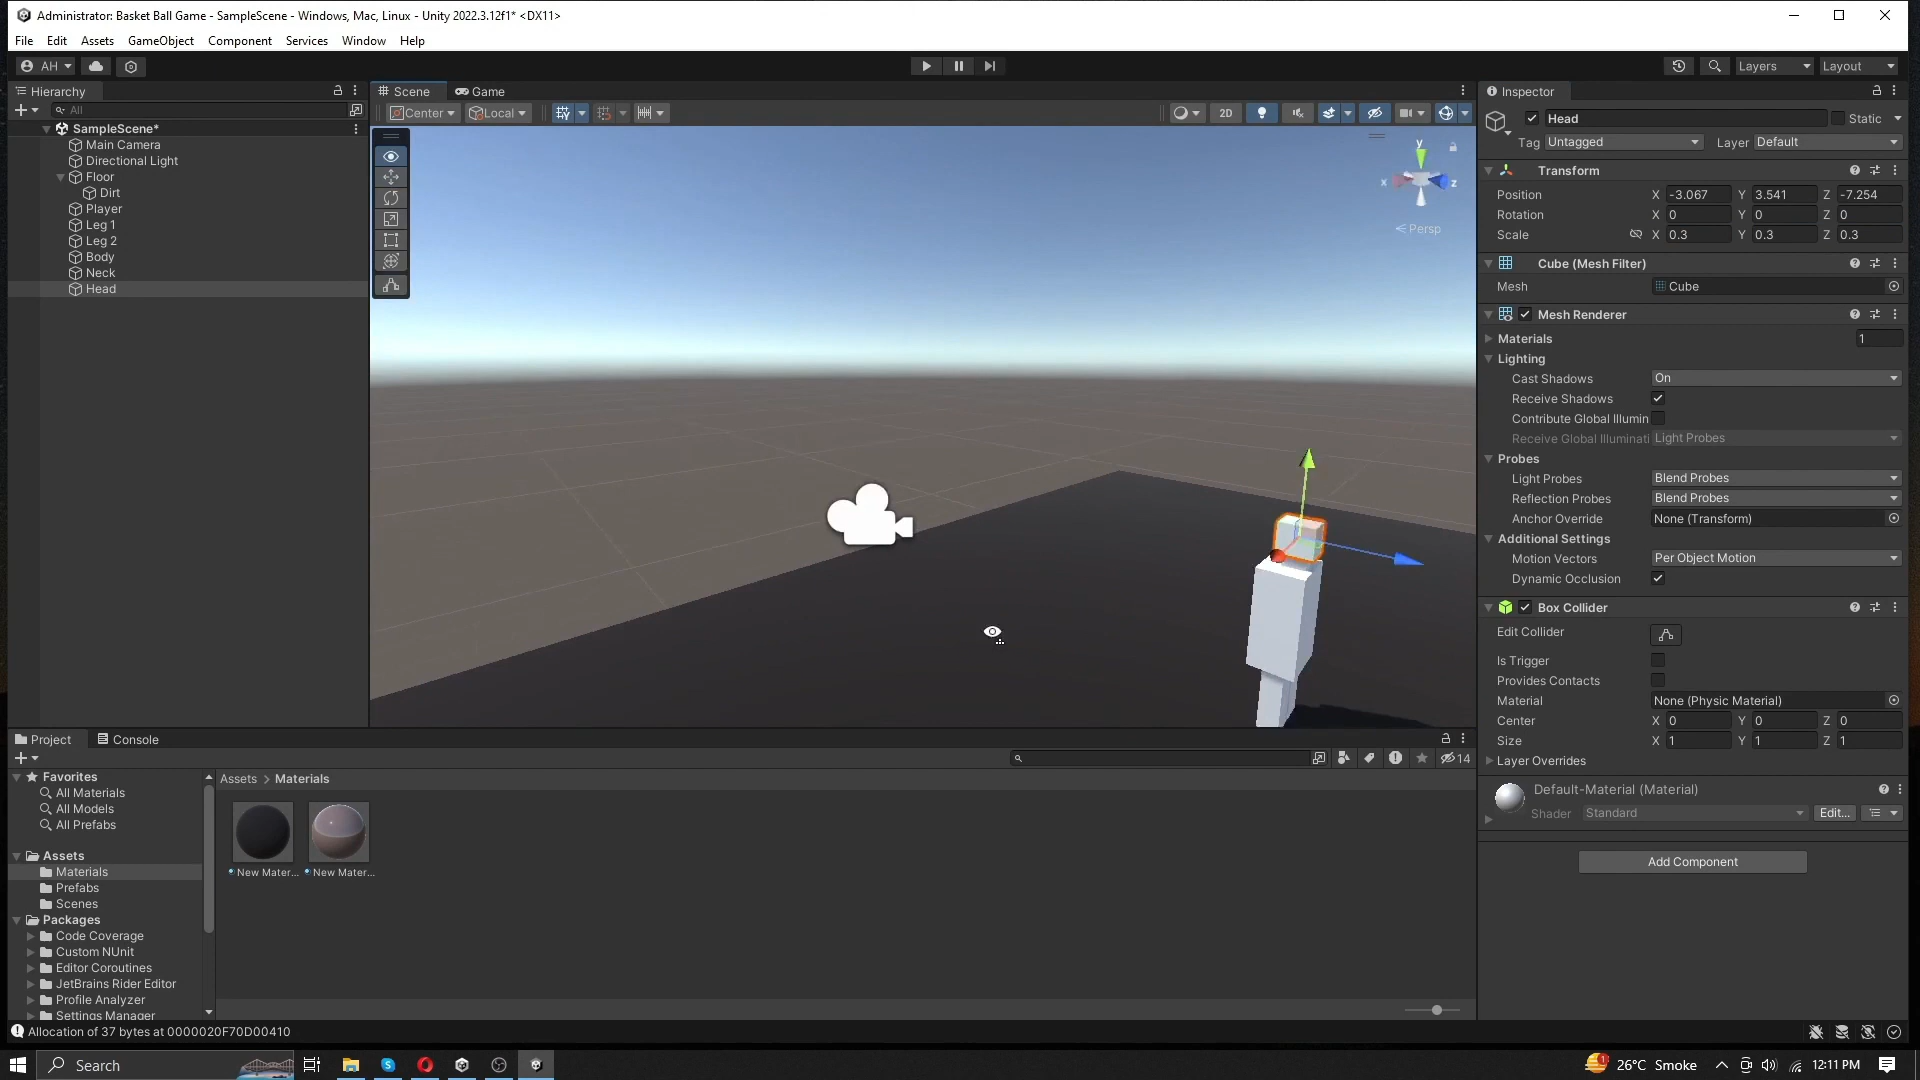 Administrator: Basket Ball Game - SampleScene - Windows, Mac, Linux - Unity 2022.3.12f1* <DX11>
File Edit Assets GameObject Component Services Window Help
AH Layers Layout
Hierarchy
All
SampleScene*
Main Camera
Directional Light
Floor
Dirt
Player
Leg 1
Leg 2
Body
Neck
Head
Scene Game
Center Local 2D
y
x z
Persp
Inspector
Head Static
Tag Untagged Layer Default
Transform
Position X -3.067 Y 3.541 Z -7.254
Rotation X 0 Y 0 Z 0
Scale X 0.3 Y 0.3 Z 0.3
Cube (Mesh Filter)
Mesh Cube
Mesh Renderer
Materials 1
Lighting
Cast Shadows On
Receive Shadows
Contribute Global Illumin
Receive Global Illuminati Light Probes
Probes
Light Probes Blend Probes
Reflection Probes Blend Probes
Anchor Override None (Transform)
Additional Settings
Motion Vectors Per Object Motion
Dynamic Occlusion
Box Collider
Edit Collider
Is Trigger
Provides Contacts
Material None (Physic Material)
Center X 0 Y 0 Z 0
Size X 1 Y 1 Z 1
Layer Overrides
Default-Material (Material)
Shader Standard Edit...
Add Component
Project Console
14
Favorites
All Materials
All Models
All Prefabs
Assets
Materials
Prefabs
Scenes
Packages
Code Coverage
Custom NUnit
Editor Coroutines
JetBrains Rider Editor
Profile Analyzer
Settings Manager
Assets > Materials
New Mater... New Mater...
Allocation of 37 bytes at 0000020F70D00410
Search
1 26°C Smoke 12:11 PM